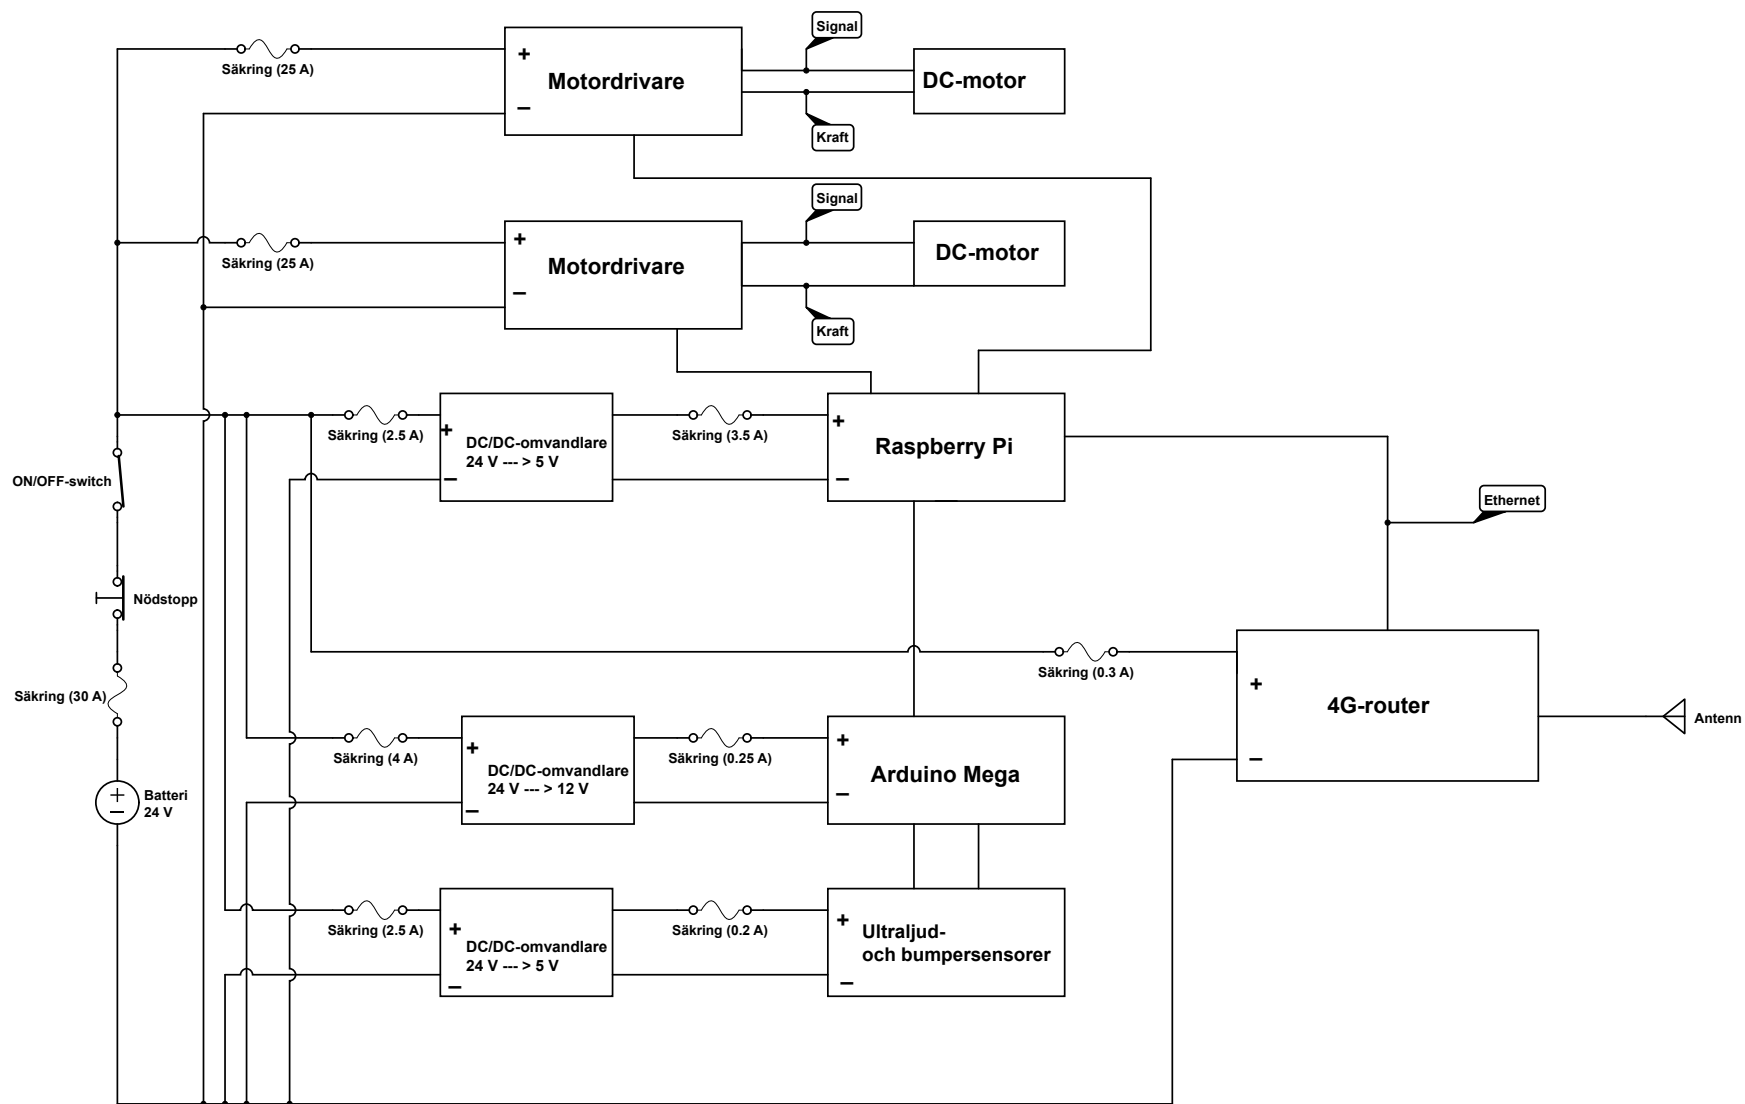 Signal
+
Säkring (25 A)
Motordrivare
DC-motor
−
Kraft
Signal
+
Säkring (25 A)
Motordrivare
DC-motor
−
Kraft
Säkring (2.5 A)
+
DC/DC-omvandlare
24 V --- > 5 V
−
Säkring (3.5 A)
+
Raspberry Pi
−
ON/OFF-switch
Ethernet
Nödstopp
Säkring (30 A)
Säkring (0.3 A)
+
4G-router
−
Antenn
Säkring (4 A)
+
DC/DC-omvandlare
24 V --- > 12 V
−
Säkring (0.25 A)
+
Arduino Mega
−
+
−
Batteri
24 V
Säkring (2.5 A)
+
DC/DC-omvandlare
24 V --- > 5 V
−
Säkring (0.2 A)
+
Ultraljud-
och bumpersensorer
−